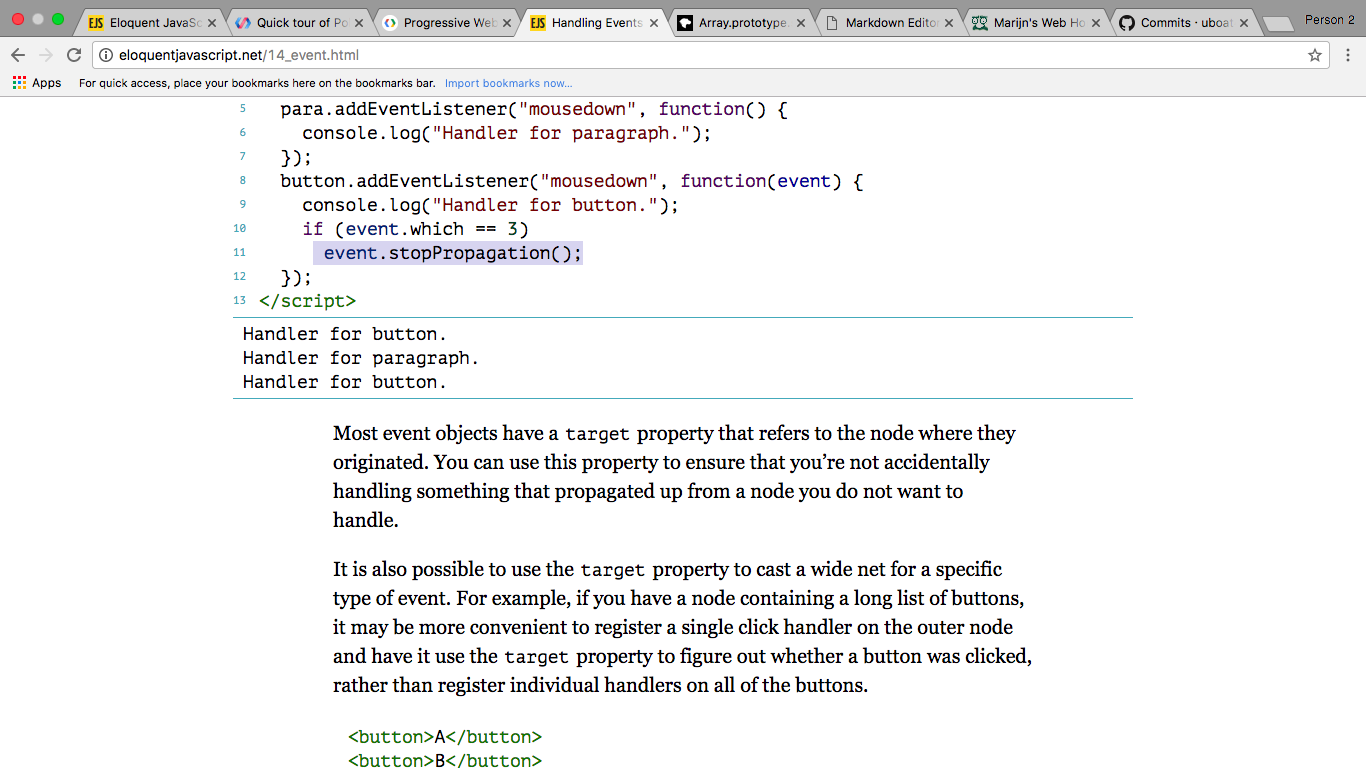 Eloquent JavaSc
Quick tour of Po
Progressive Web
Handling Events
Array.prototype.
Markdown Editor
Marijn's Web Ho
Commits · uboat
Person 2
eloquentjavascript.net/14_event.html
Apps
For quick access, place your bookmarks here on the bookmarks bar. Import bookmarks now...
5 para.addEventListener("mousedown", function() {
6 console.log("Handler for paragraph.");
7 });
8 button.addEventListener("mousedown", function(event) {
9 console.log("Handler for button.");
10 if (event.which == 3)
11 event.stopPropagation();
12 });
13 </script>
Handler for button.
Handler for paragraph.
Handler for button.
Most event objects have a target property that refers to the node where they
originated. You can use this property to ensure that you’re not accidentally
handling something that propagated up from a node you do not want to
handle.
It is also possible to use the target property to cast a wide net for a specific
type of event. For example, if you have a node containing a long list of buttons,
it may be more convenient to register a single click handler on the outer node
and have it use the target property to figure out whether a button was clicked,
rather than register individual handlers on all of the buttons.
<button>A</button>
<button>B</button>